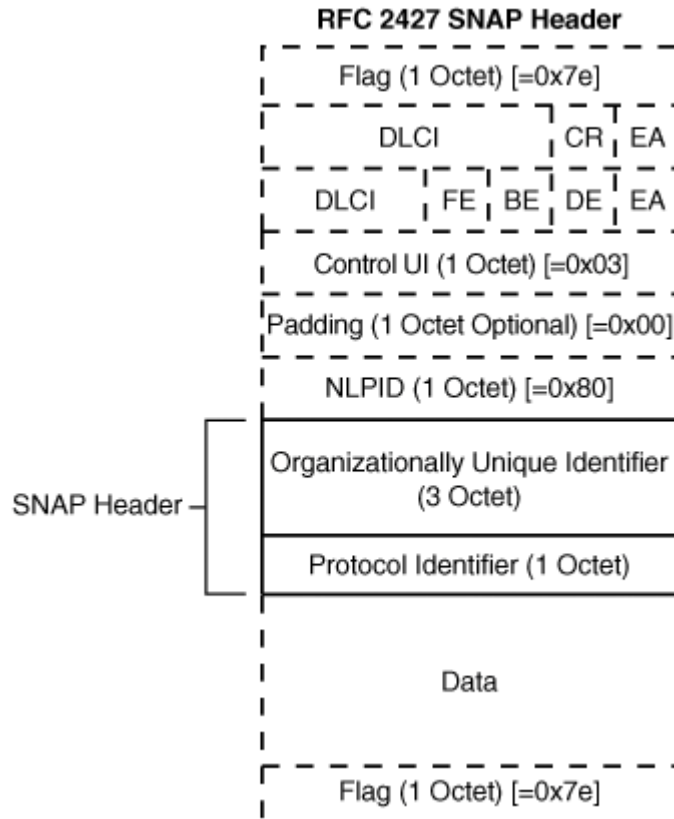 RFC 2427 SNAP Header
Flag (1 Octet) [=0x7e]
DLCI CR EA
DLCI FE BE DE EA
Control UI (1 Octet) [=0x03]
Padding (1 Octet Optional) [=0x00]
NLPID (1 Octet) [=0x80]
Organizationally Unique Identifier
(3 Octet)
SNAP Header
Protocol Identifier (1 Octet)
Data
Flag (1 Octet) [=0x7e]